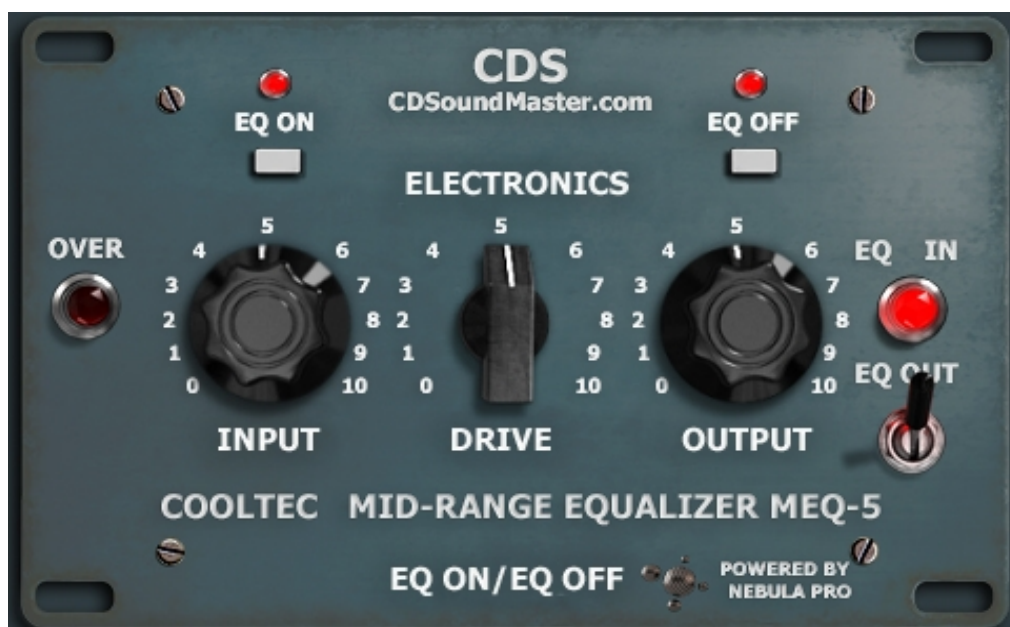 CDS
CDSoundMaster.com
EQ ON
EQ OFF
ELECTRONICS
OVER
0 1 2 3 4 5 6 7 8 9 10
INPUT
0 1 2 3 4 5 6 7 8 9 10
DRIVE
0 1 2 3 4 5 6 7 8 9 10
OUTPUT
EQ IN
EQ OUT
COOLTEC MID-RANGE EQUALIZER MEQ-5
EQ ON/EQ OFF
POWERED BY
NEBULA PRO